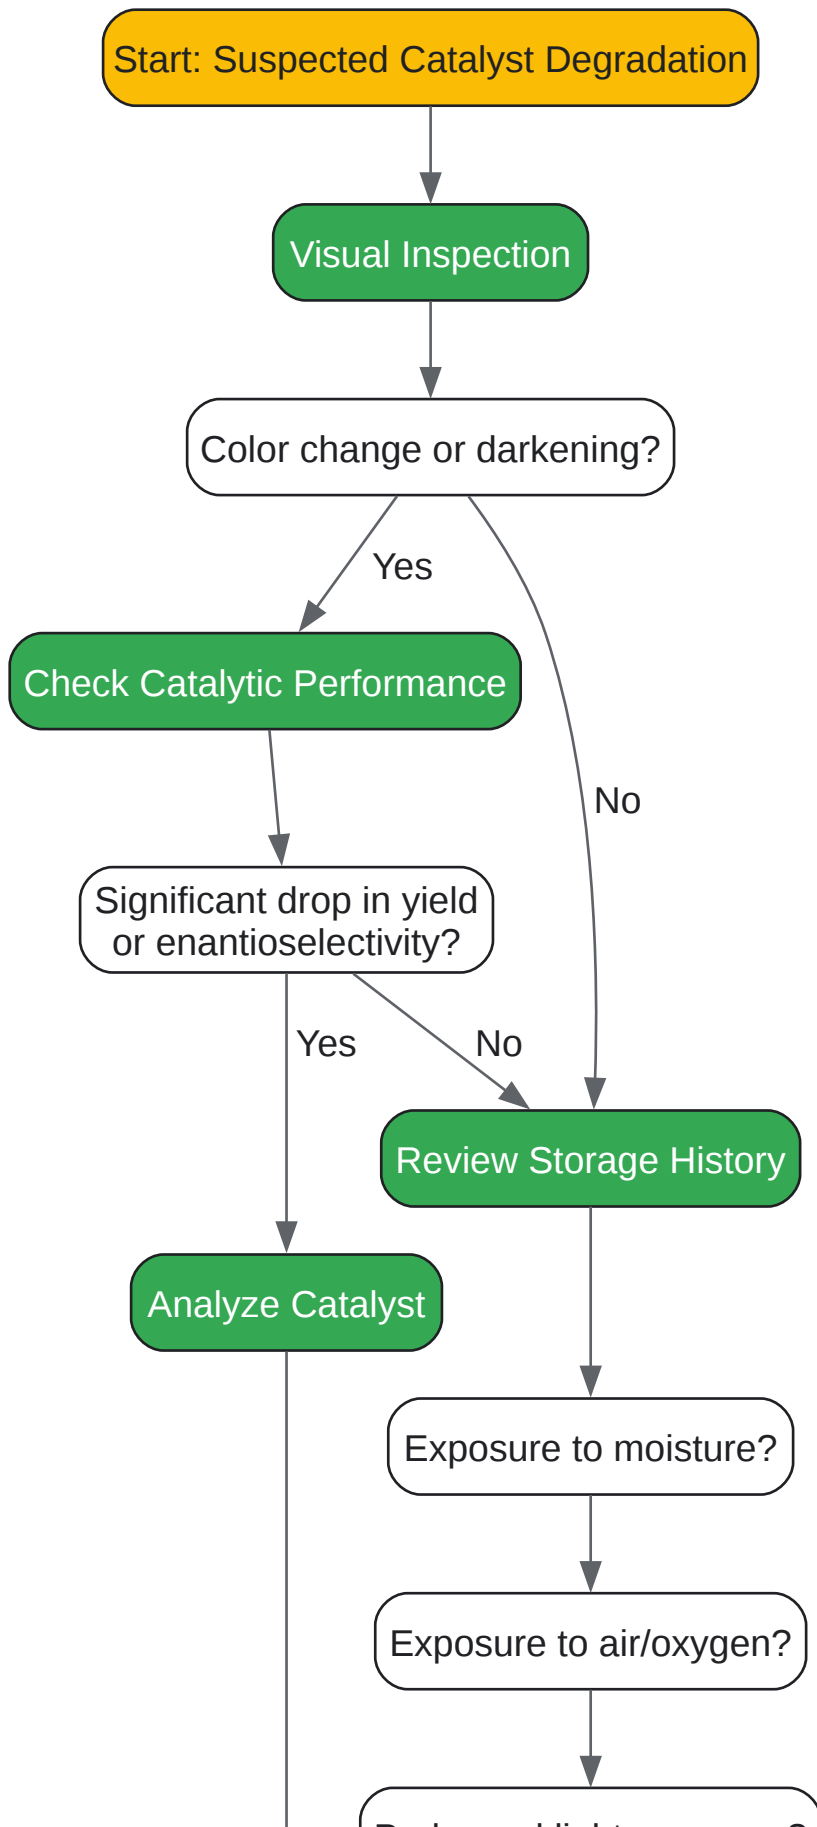 Start: Suspected Catalyst Degradation
Visual Inspection
Color change or darkening?
Yes
Check Catalytic Performance
No
Significant drop in yield
or enantioselectivity?
Yes
No
Review Storage History
Analyze Catalyst
Exposure to moisture?
Exposure to air/oxygen?